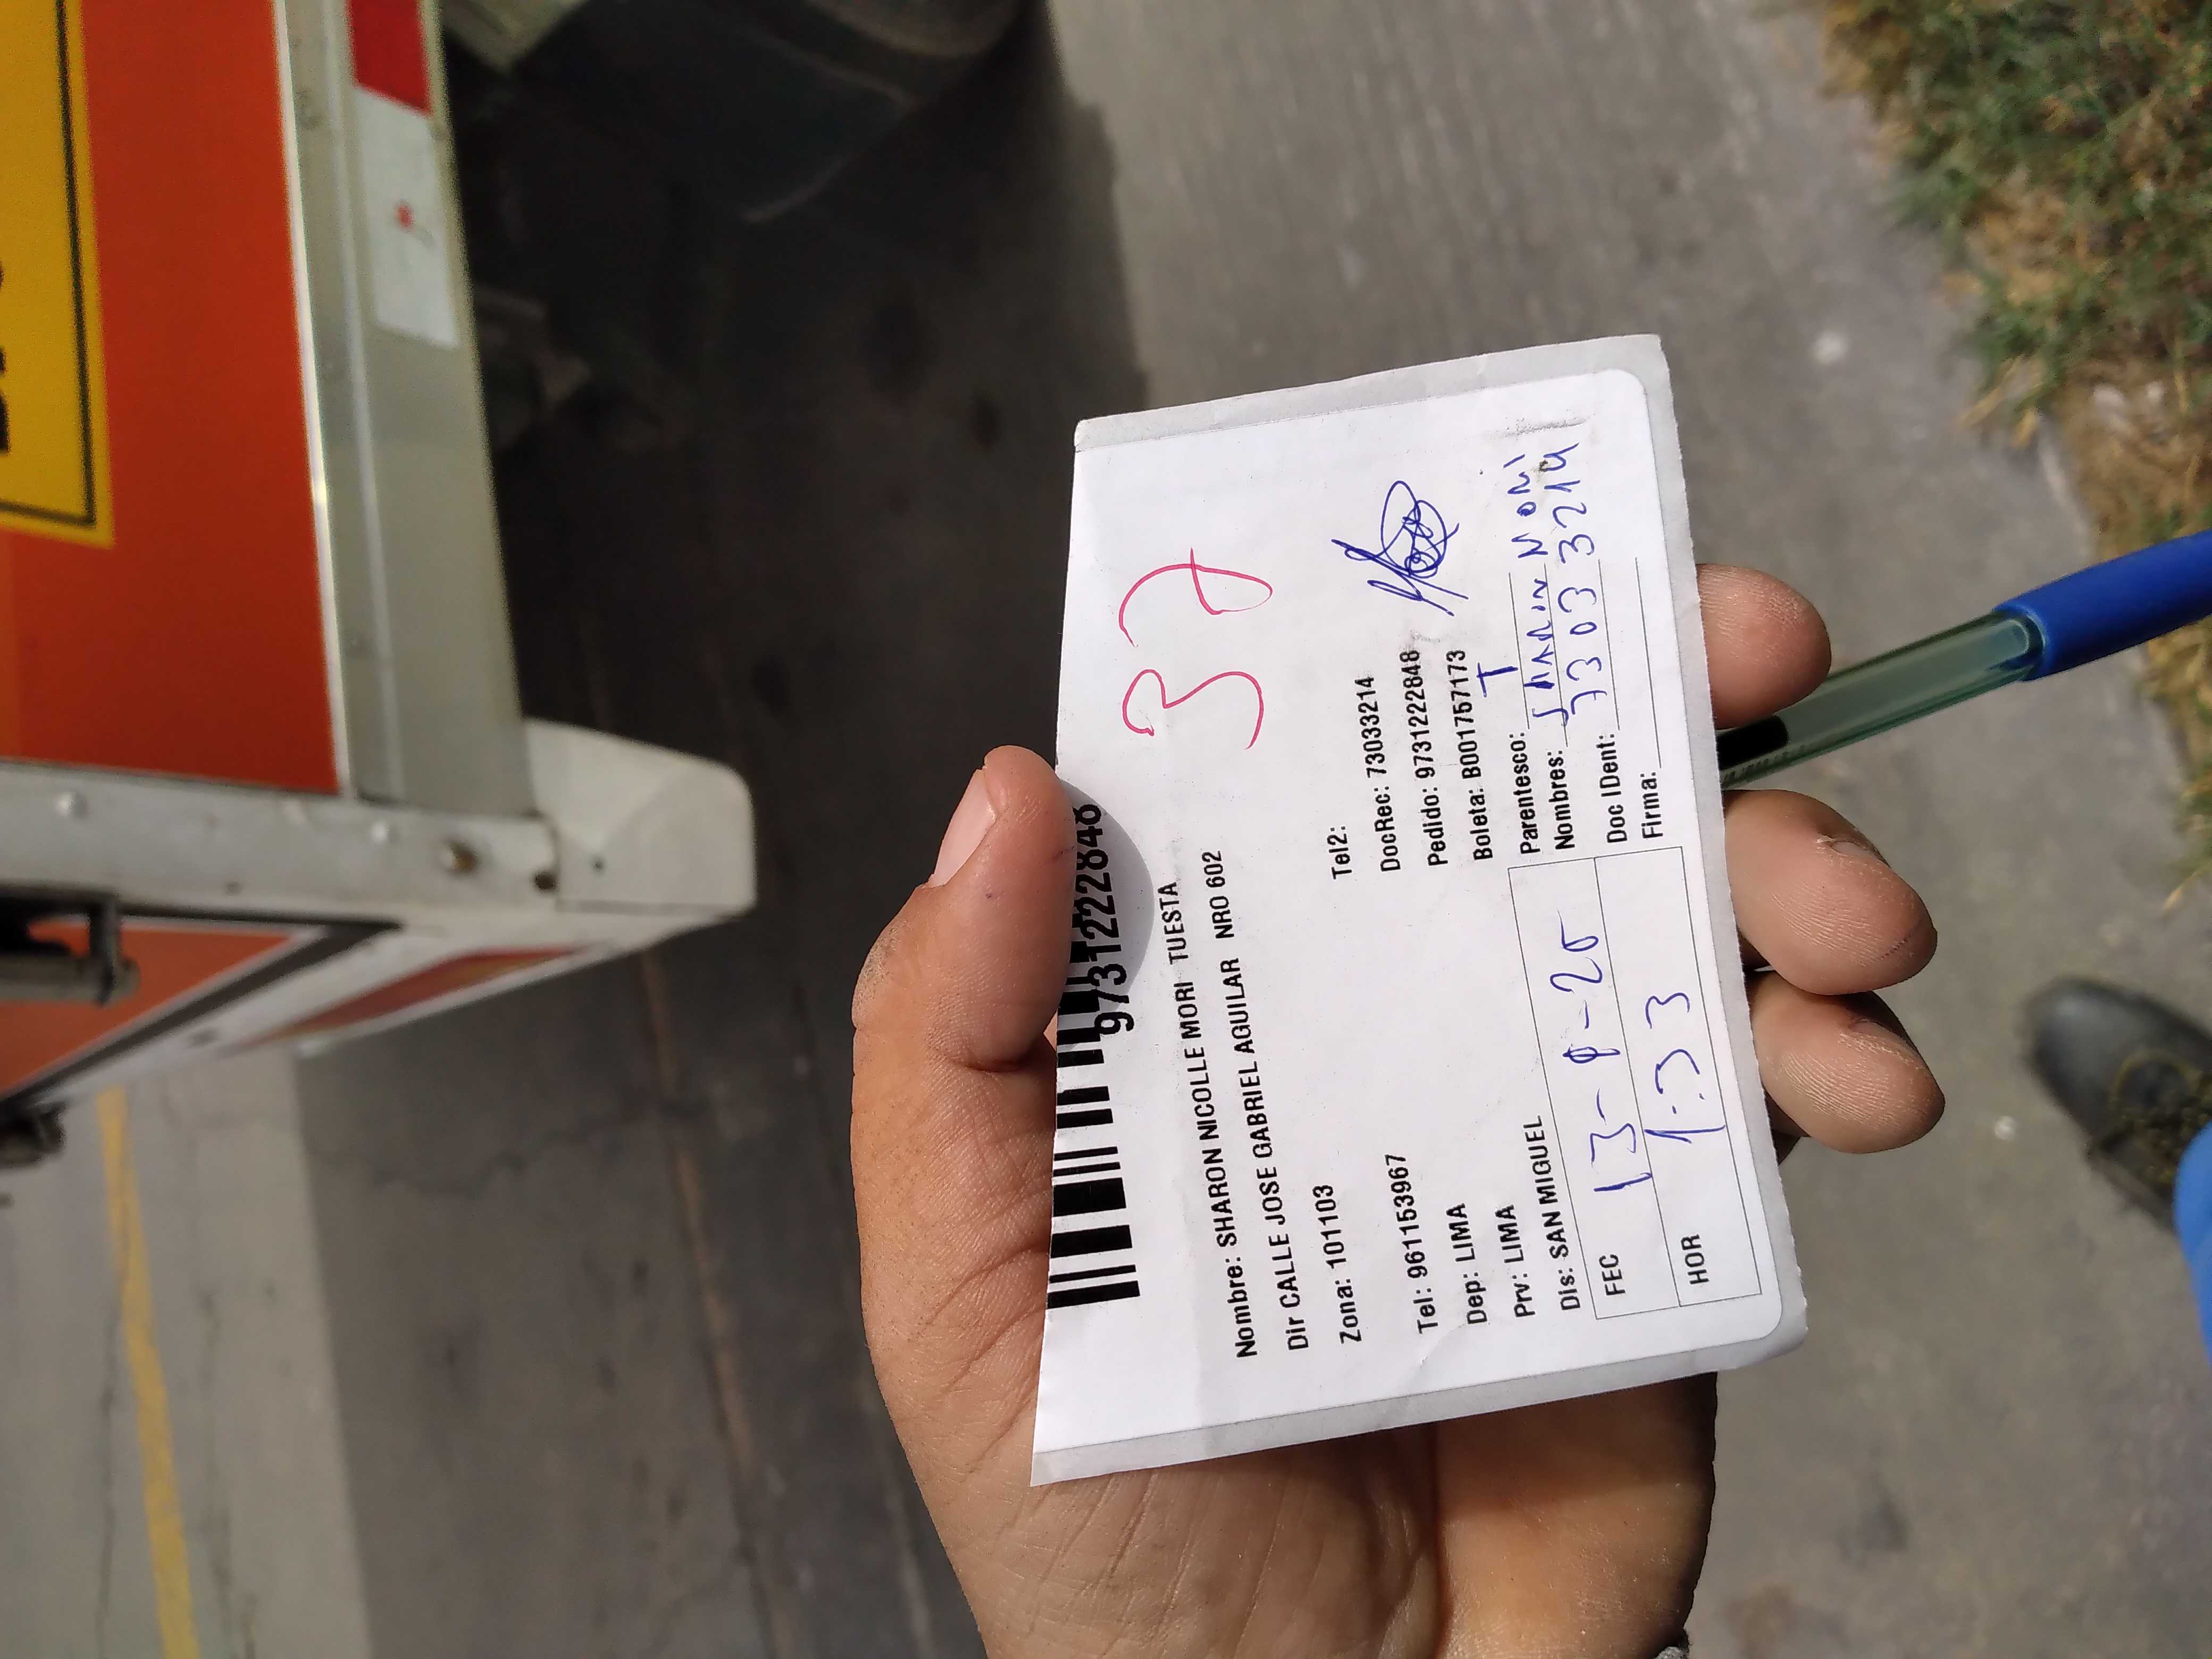 9731222848
37
Nombre: SHARON NICOLLE MORI TUESTA
Dir CALLE JOSE GABRIEL AGUILAR NRO 602
Zona: 101103
Tel2:
Tel: 961153967
DocRec: 73033214
Dep: LIMA
Pedido: 9731222848
Prv: LIMA
Boleta: B001757173
Dis: SAN MIGUEL
Parentesco: T
FEC 13-8-25
Nombres: SHARON MORI
HOR 1:33
Doc IDent: 73033214
Firma: